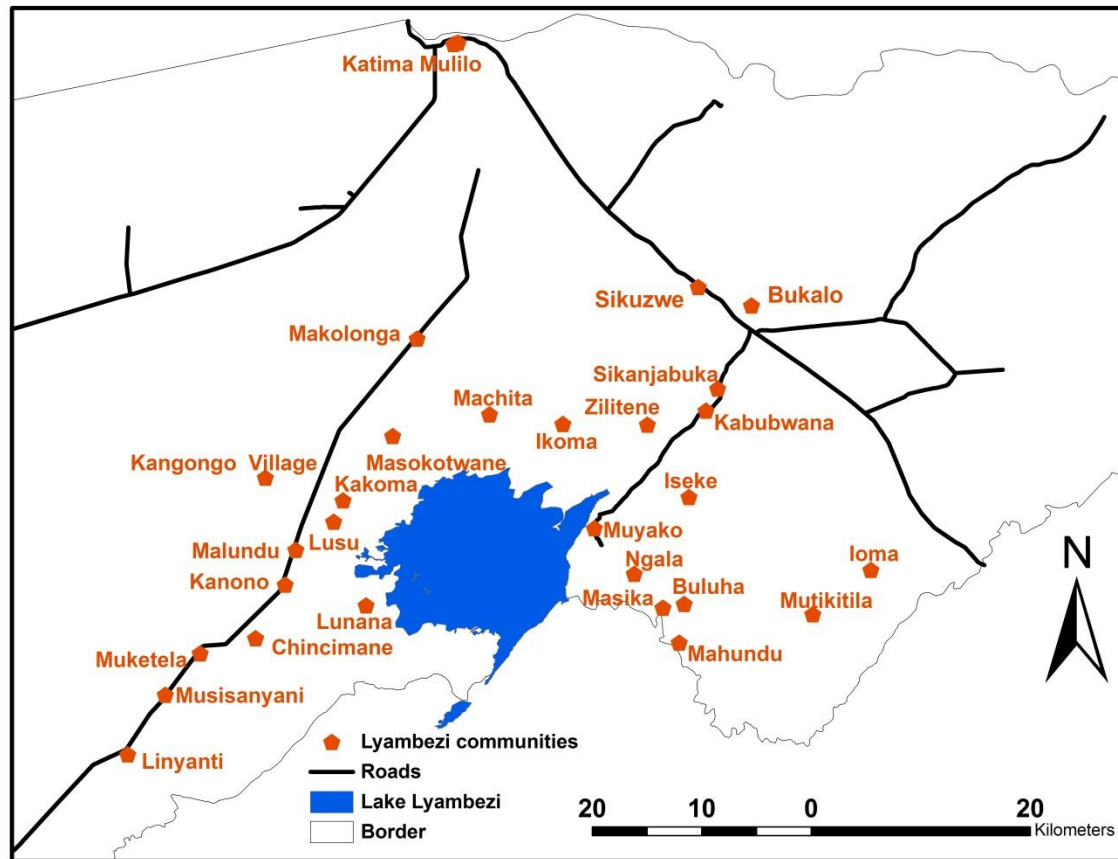 Katima Mulilo
Sikuzwe
Bukalo
Makolonga
Sikanjabuka
Machita
Zilitene
Kabubwana
Ikoma
Masokotwane
Kangongo Village
Kakoma
Iseke
Muyako
Lusu
Malundu
Ngala
Ioma
Kanono
Buluha
Masika
Mutikitila
Lunana
Chincimane
Mahundu
Muketela
Musisanyani
Linyanti
N
Lyambezi communities
Roads
Lake Lyambezi
Border
20 10 0 20
Kilometers